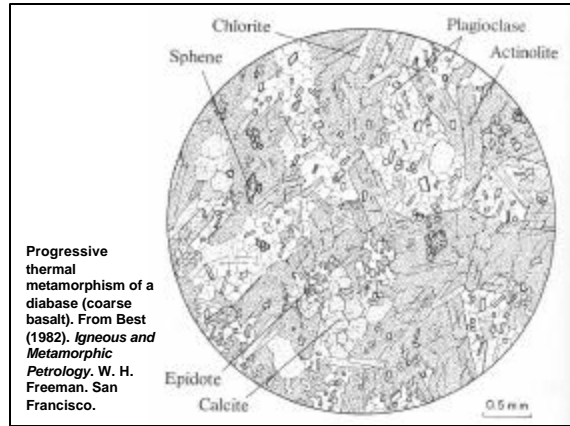 Chlorite
Plagioclase
Sphene
Actinolite
Progressive
thermal
metamorphism of a
diabase (coarse
basalt). From Best
(1982). Igneous and
Metamorphic
Petrology. W. H.
Freeman. San
Francisco.
Epidote
Calcite
0.5 mm